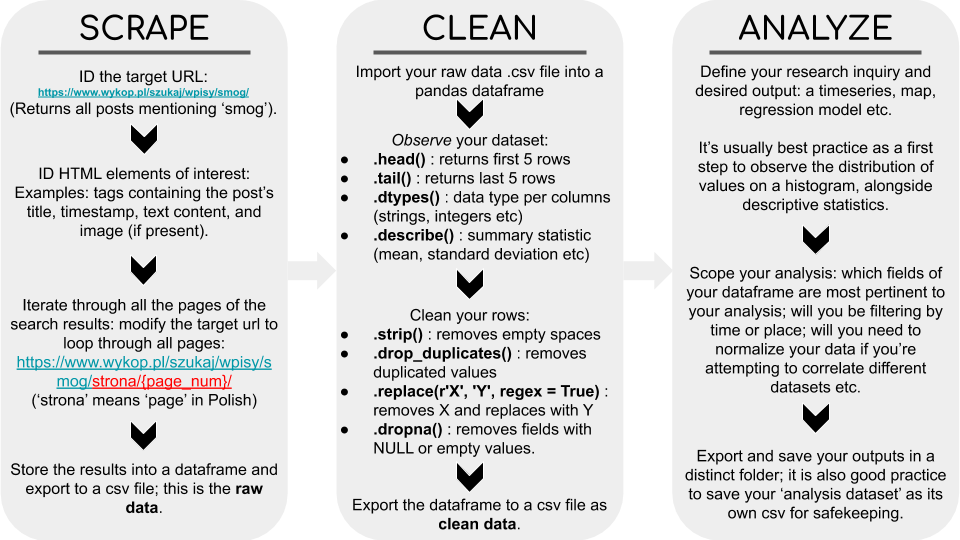 SCRAPE
ID the target URL:
https://www.wykop.pl/szukaj/wpisy/smog/
(Returns all posts mentioning ‘smog’).
ID HTML elements of interest:
Examples: tags containing the post’s
title, timestamp, text content, and
image (if present).
Iterate through all the pages of the
search results: modify the target url to
loop through all pages:
https://www.wykop.pl/szukaj/wpisy/s
mog/strona/{page_num}/
(‘strona’ means ‘page’ in Polish)
Store the results into a dataframe and
export to a csv file; this is the raw
data.
CLEAN
Import your raw data .csv file into a
pandas dataframe
Observe your dataset:
● .head() : returns first 5 rows
● .tail() : returns last 5 rows
● .dtypes() : data type per columns
(strings, integers etc)
● .describe() : summary statistic
(mean, standard deviation etc)
Clean your rows:
● .strip() : removes empty spaces
● .drop_duplicates() : removes
duplicated values
● .replace(r'X', 'Y', regex = True) :
removes X and replaces with Y
● .dropna() : removes fields with
NULL or empty values.
Export the dataframe to a csv file as
clean data.
ANALYZE
Define your research inquiry and
desired output: a timeseries, map,
regression model etc.
It’s usually best practice as a first
step to observe the distribution of
values on a histogram, alongside
descriptive statistics.
Scope your analysis: which fields of
your dataframe are most pertinent to
your analysis; will you be filtering by
time or place; will you need to
normalize your data if you’re
attempting to correlate different
datasets etc.
Export and save your outputs in a
distinct folder; it is also good practice
to save your ‘analysis dataset’ as its
own csv for safekeeping.